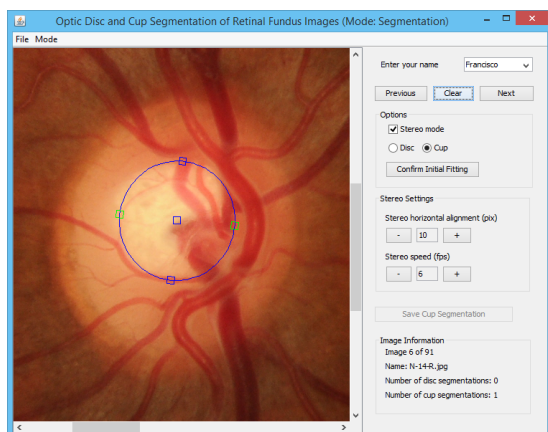 Optic Disc and Cup Segmentation of Retinal Fundus Images (Mode: Segmentation)
File Mode
Enter your name Francisco
Previous Clear Next
Options
Stereo mode
Disc Cup
Confirm Initial Fitting
Stereo Settings
Stereo horizontal alignment (pix)
- 10 +
Stereo speed (fps)
- 6 +
Save Cup Segmentation
Image Information
Image 6 of 91
Name: N-14-R.jpg
Number of disc segmentations: 0
Number of cup segmentations: 1